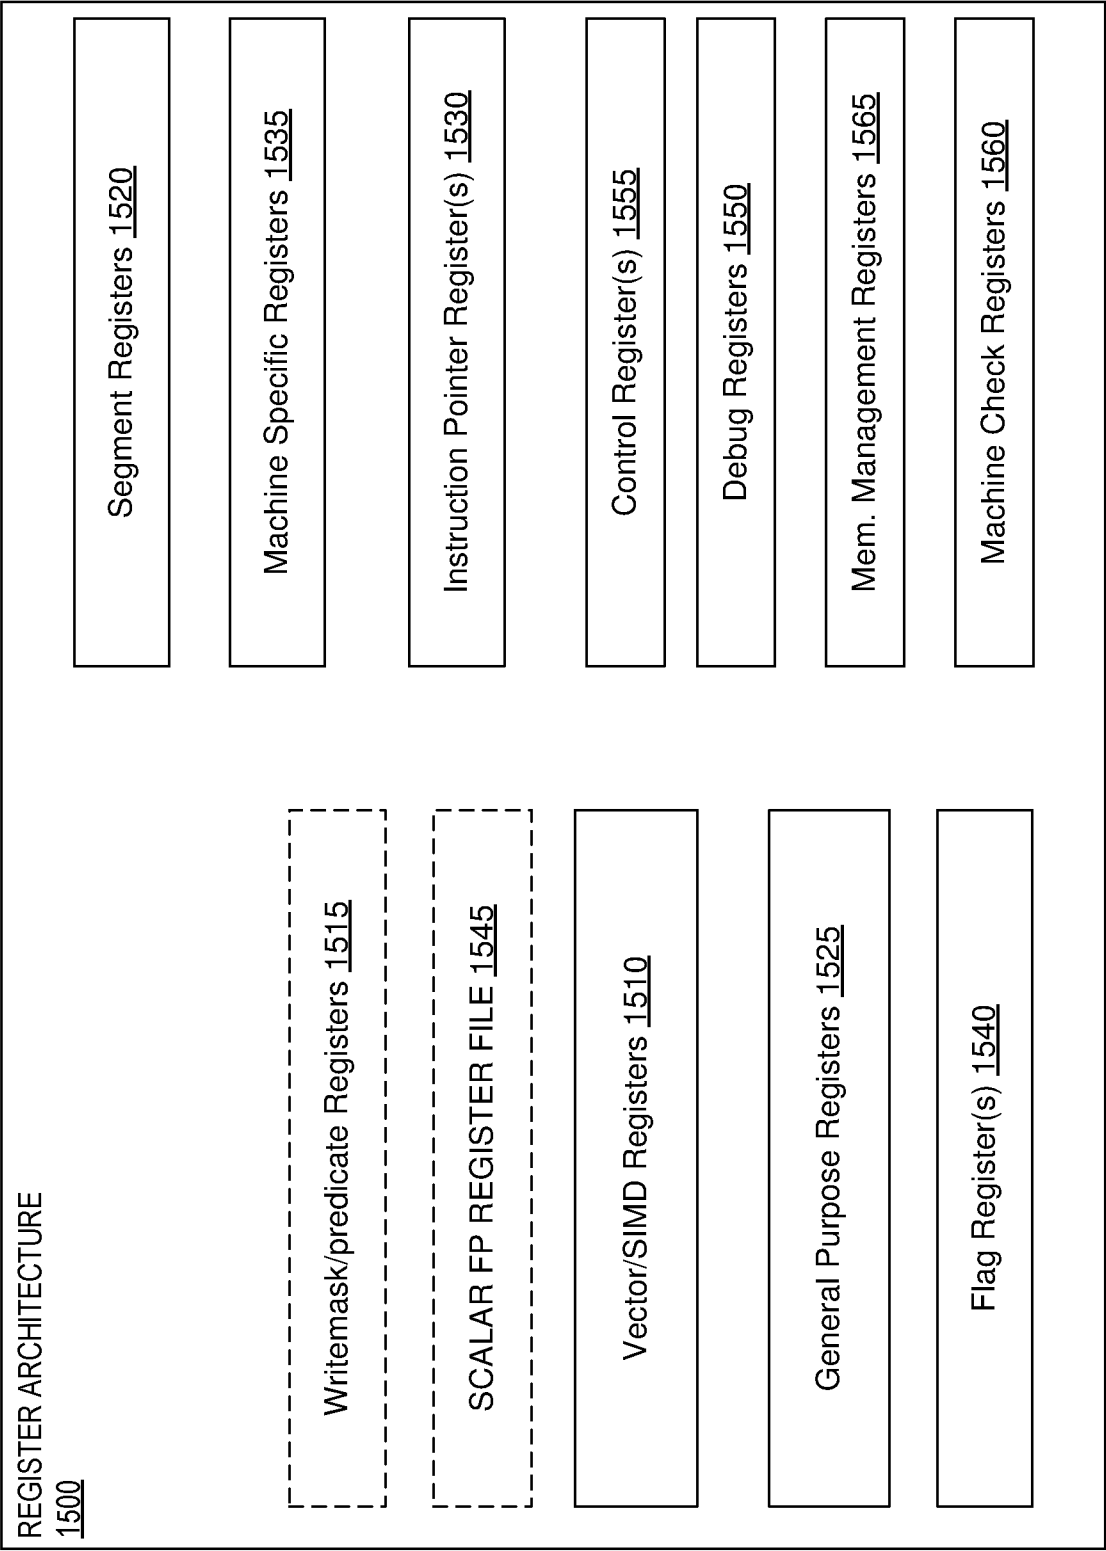 REGISTER ARCHITECTURE
1500
Writemask/predicate Registers 1515
SCALAR FP REGISTER FILE 1545
Vector/SIMD Registers 1510
General Purpose Registers 1525
Flag Register(s) 1540
Segment Registers 1520
Machine Specific Registers 1535
Instruction Pointer Register(s) 1530
Control Register(s) 1555
Debug Registers 1550
Mem. Management Registers 1565
Machine Check Registers 1560